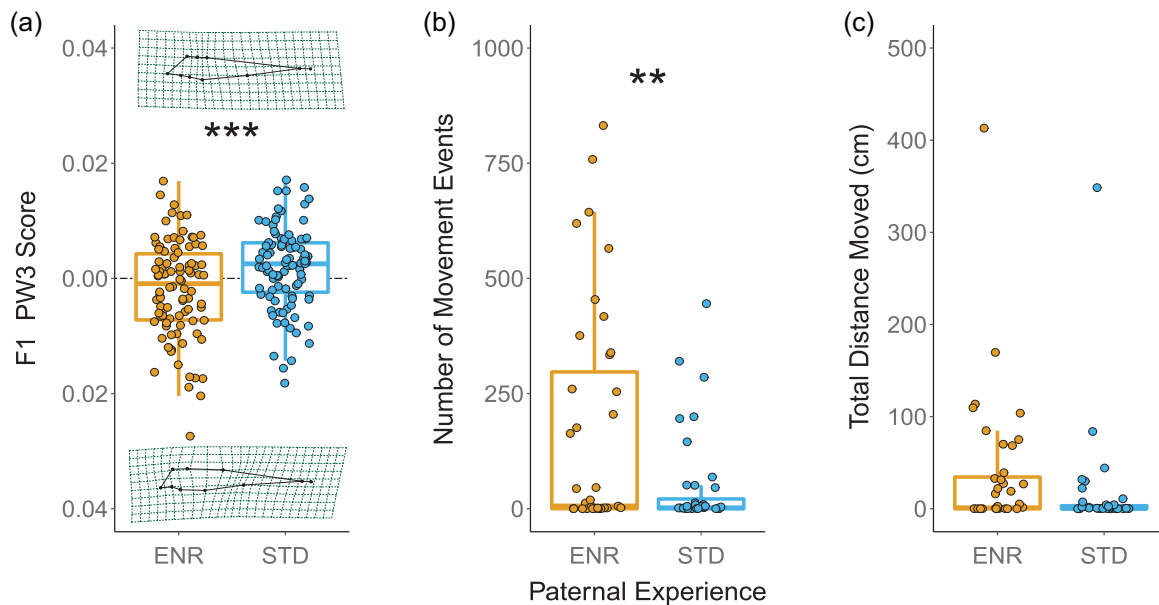 (a)
(b)
(c)
F1 PW3 Score
0.04
0.02
0.00
0.02
0.04
***
ENR
STD
Number of Movement Events
1000
750
500
250
0
**
ENR
STD
Total Distance Moved (cm)
500
400
300
200
100
0
ENR
STD
Paternal Experience